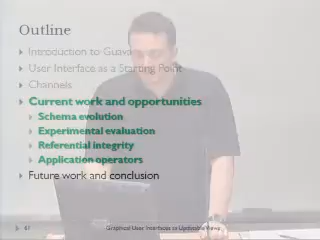 Outline
Introduction to Guava
User Interface as a Starting Point
Channels
Current work and opportunities
Schema evolution
Experimental evaluation
Referential integrity
Application operators
Future work and conclusion
61 Graphical User Interfaces as Updatable Views